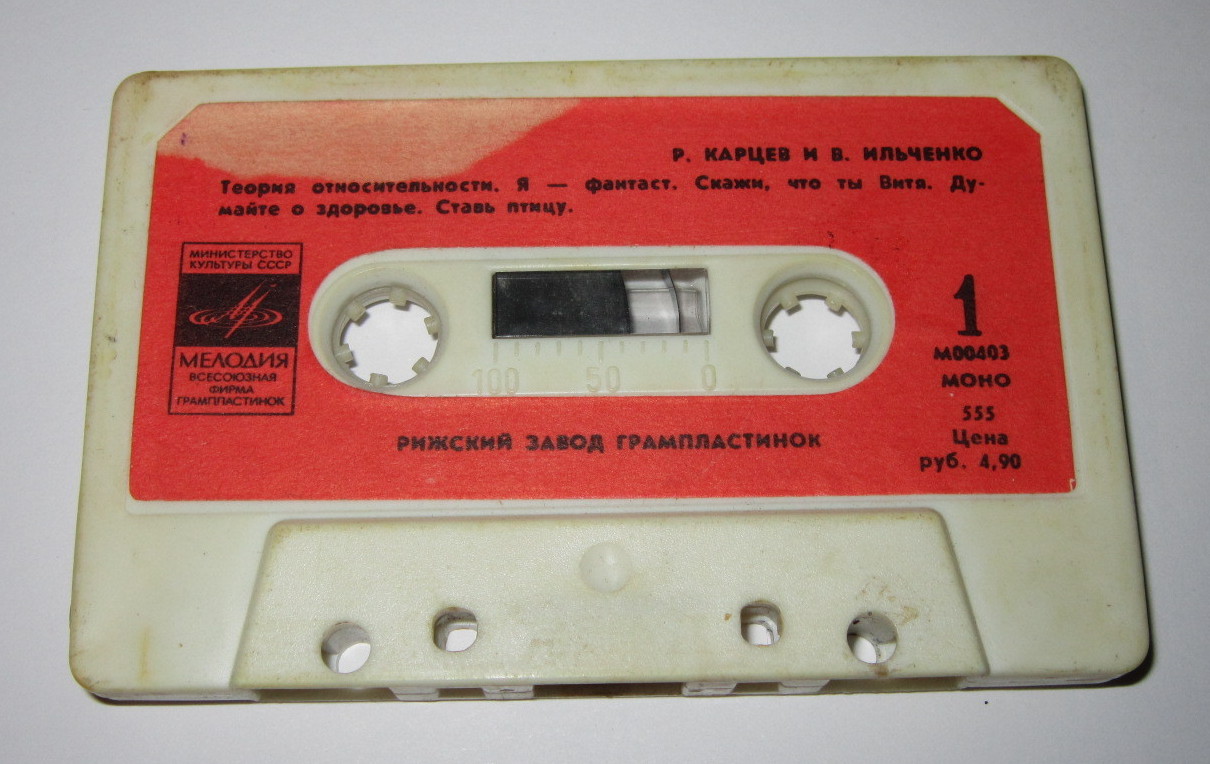 Р. КАРЦЕВ И В. ИЛЬЧЕНКО
Теория относительности. Я — фантаст. Скажи, что ты Витя. Ду-
майте о здоровье. Ставь птицу.
МИНИСТЕРСТВО
КУЛЬТУРЫ СССР
МЕЛОДИЯ
ВСЕСОЮЗНАЯ
ФИРМА
ГРАМПЛАСТИНОК
1
М00403
МОНО
555
Цена
руб. 4,90
100 50 0
РИЖСКИЙ ЗАВОД ГРАМПЛАСТИНОК